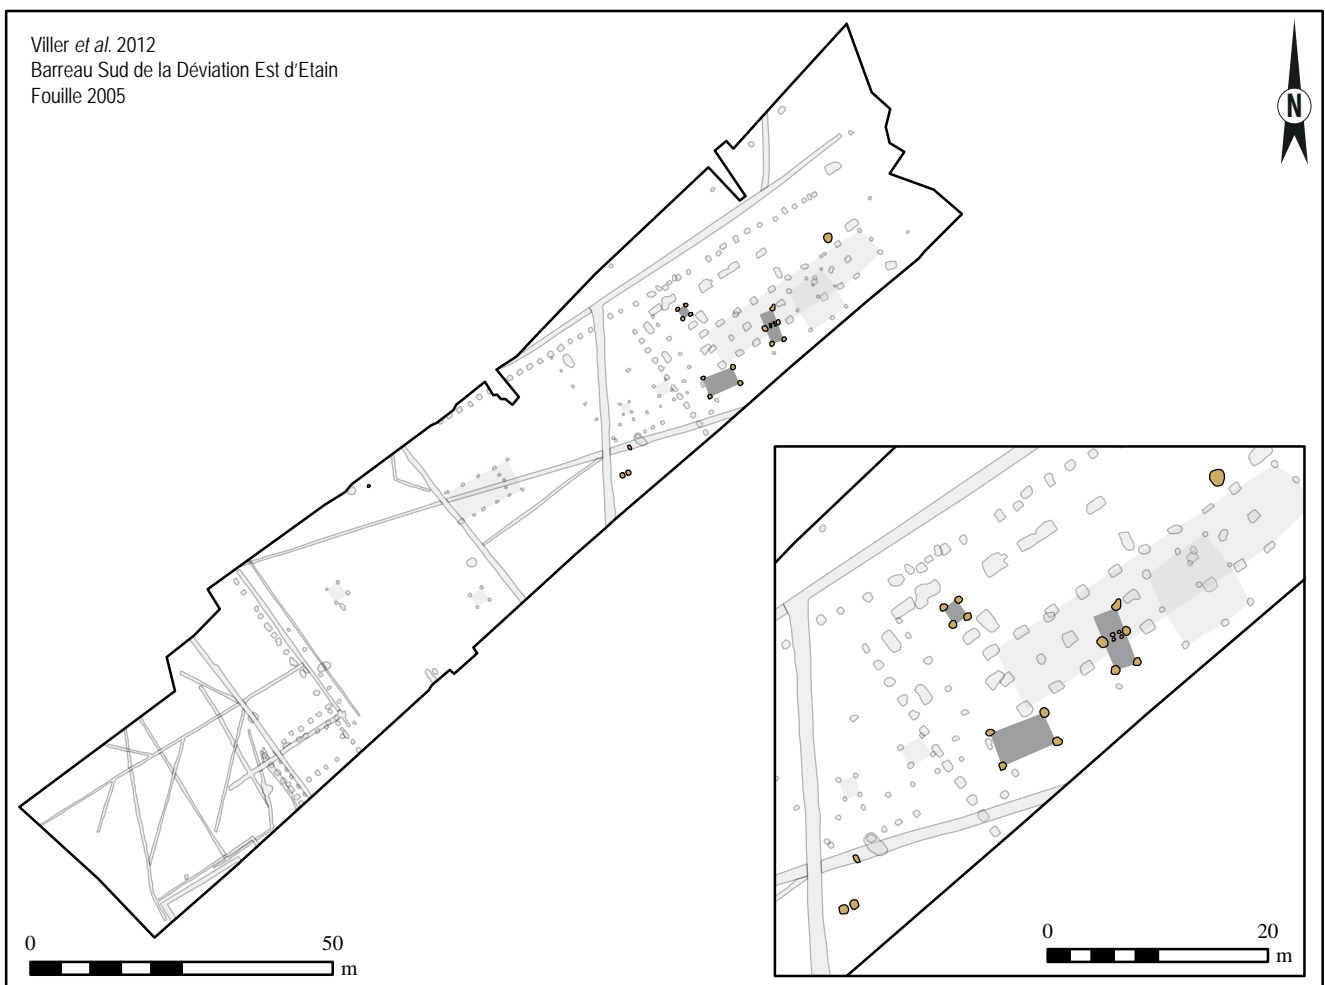 Viller et al. 2012
Barreau Sud de la Déviation Est d'Etain
Fouille 2005
N
0 50 m
0 20 m